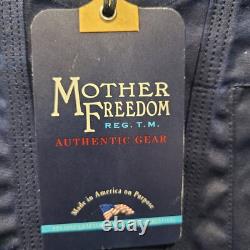 MOTHER
FREEDOM
REG. T.M.
AUTHENTIC GEAR
Made in America on Purpose